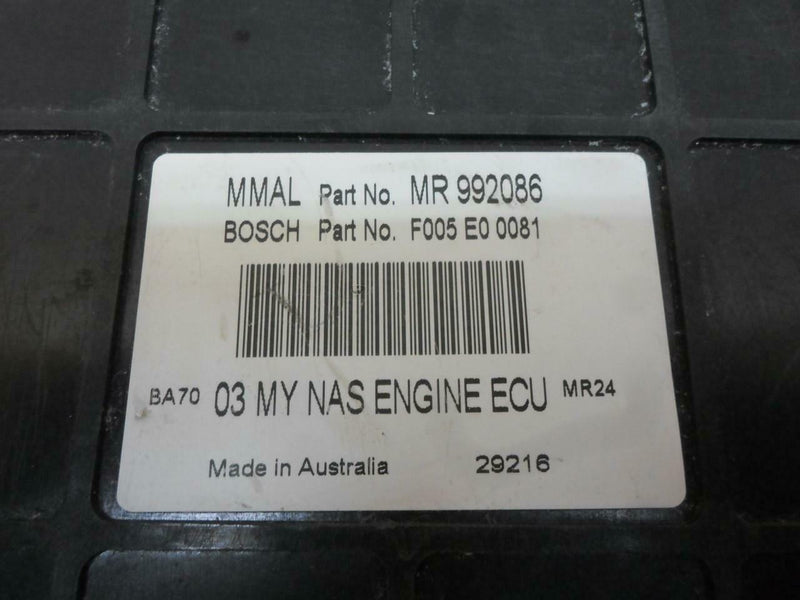 MMAL Part No. MR 992086
BOSCH Part No. F005 E0 0081
BA70 03 MY NAS ENGINE ECU MR24
Made in Australia 29216